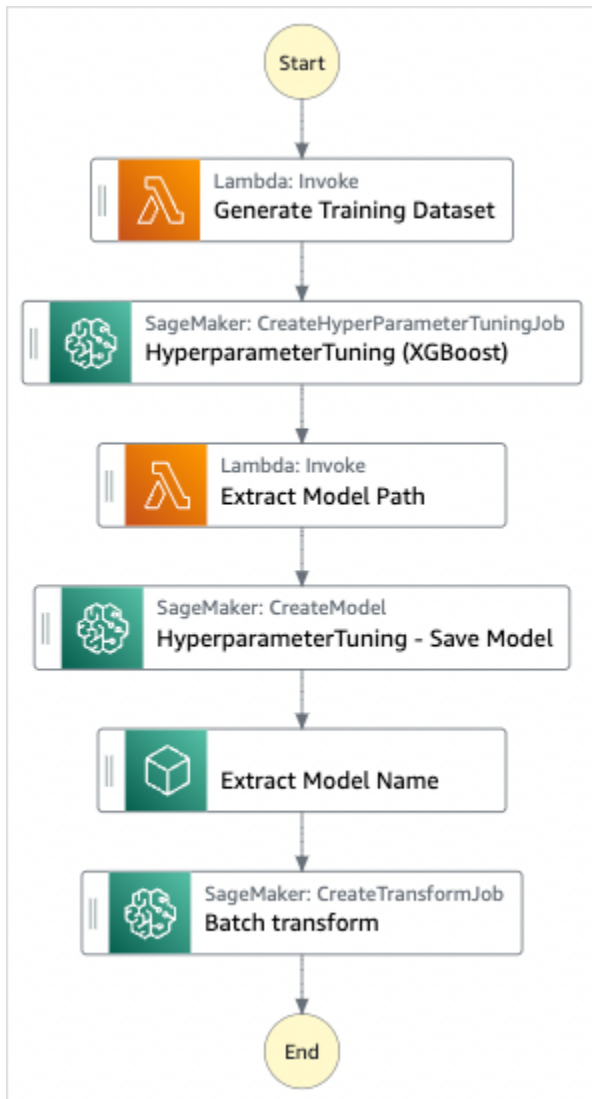 Start
Lambda: Invoke
Generate Training Dataset
SageMaker: CreateHyperParameterTuningJob
HyperparameterTuning (XGBoost)
Lambda: Invoke
Extract Model Path
SageMaker: CreateModel
HyperparameterTuning - Save Model
Extract Model Name
SageMaker: CreateTransformJob
Batch transform
End